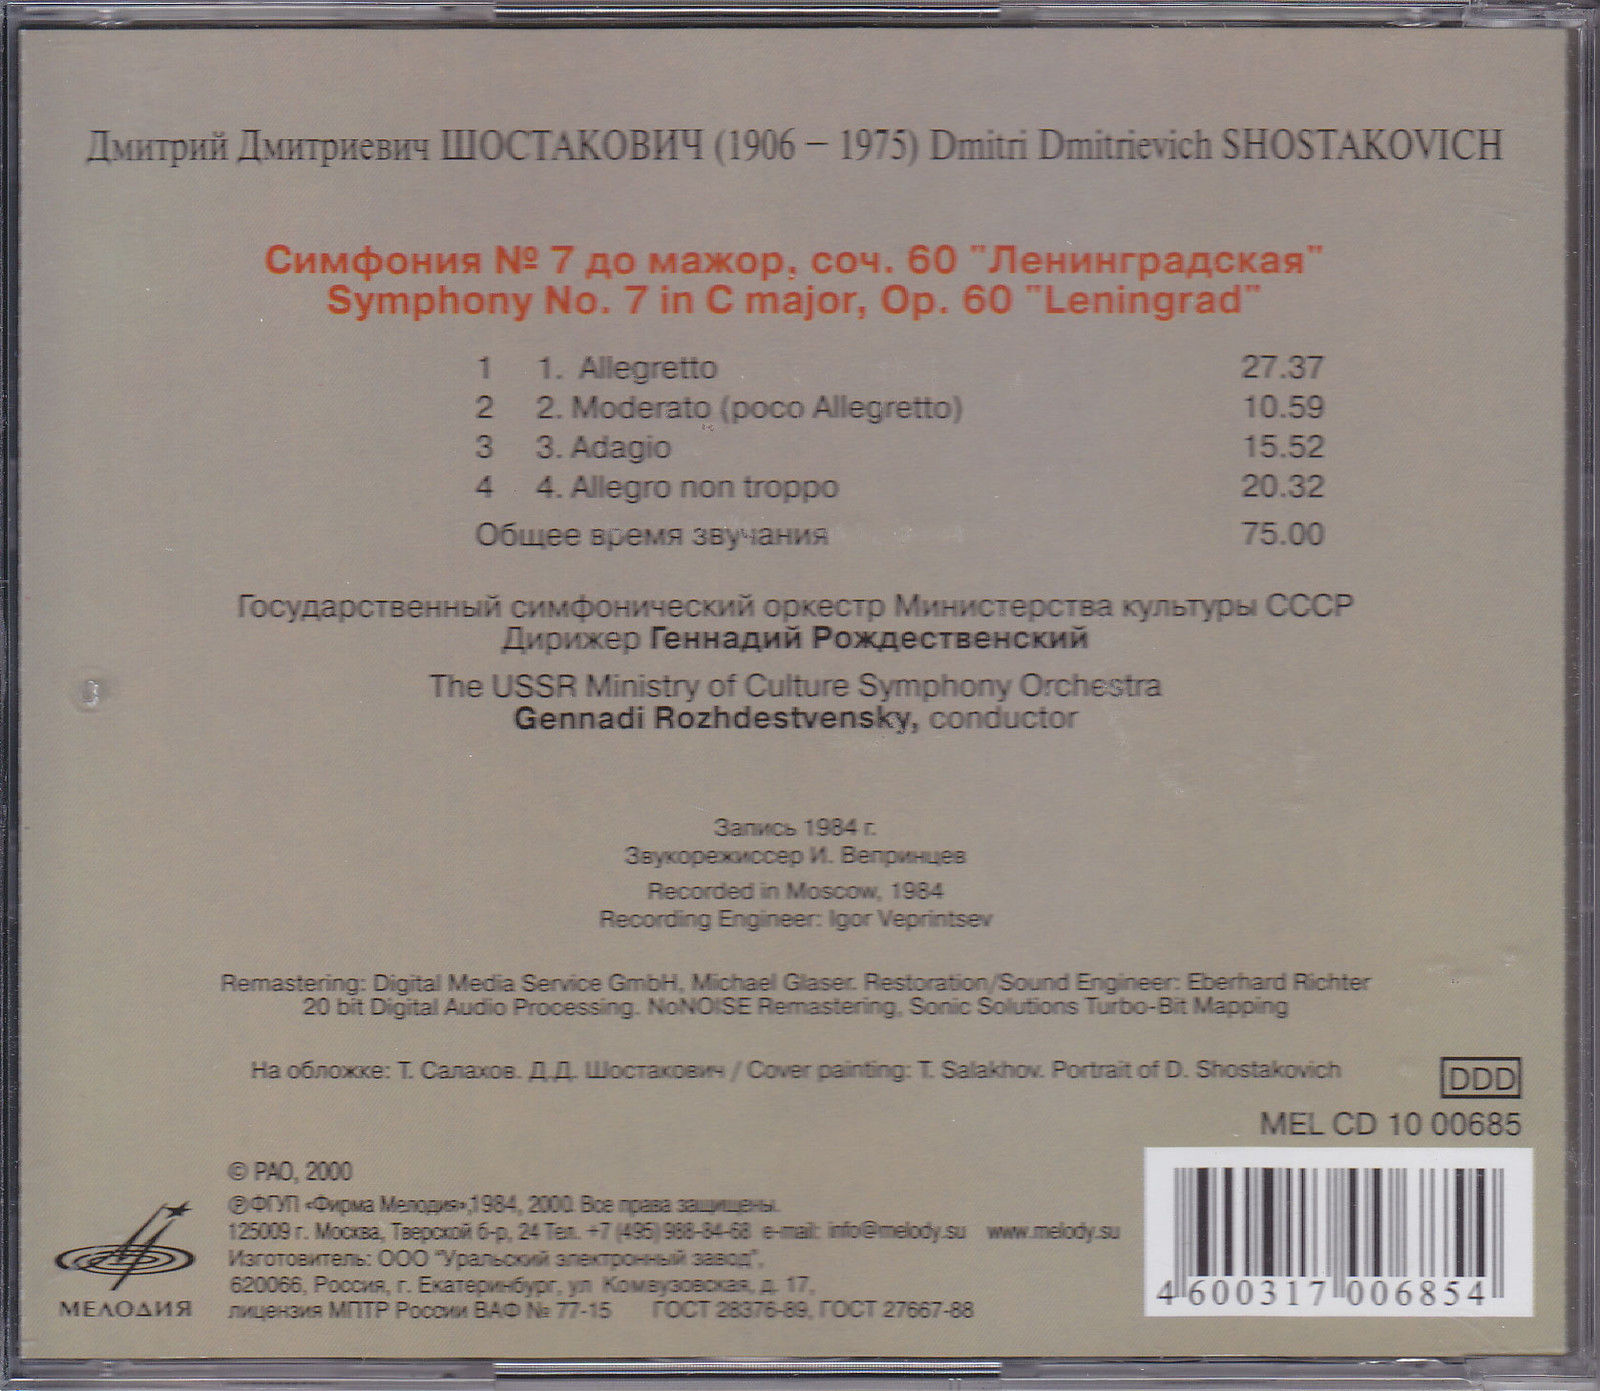 Дмитрий Дмитриевич ШОСТАКОВИЧ (1906 – 1975) Dmitri Dmitrievich SHOSTAKOVICH
Симфония № 7 до мажор, соч. 60 "Ленинградская"
Symphony No. 7 in C major, Op. 60 "Leningrad"
1 1. Allegretto 27.37
2 2. Moderato (poco Allegretto) 10.59
3 3. Adagio 15.52
4 4. Allegro non troppo 20.32
Общее время звучания 75.00
Государственный симфонический оркестр Министерства культуры СССР
Дирижер Геннадий Рождественский
The USSR Ministry of Culture Symphony Orchestra
Gennadi Rozhdestvensky, conductor
Запись 1984 г.
Звукорежиссер И. Вепринцев
Recorded in Moscow, 1984
Recording Engineer: Igor Veprintsev
Remastering: Digital Media Service GmbH, Michael Glaser. Restoration/Sound Engineer: Eberhard Richter
20 bit Digital Audio Processing. NoNOISE Remastering, Sonic Solutions Turbo-Bit Mapping
На обложке: Т. Салахов. Д.Д. Шостакович / Cover painting: T. Salakhov. Portrait of D. Shostakovich
DDD
MEL CD 10 00685
© РАО, 2000
℗ФГУП «Фирма Мелодия»,1984, 2000. Все права защищены.
125009 г. Москва, Тверской б-р, 24 Тел. +7 (495) 988-84-68 e-mail: info@melody.su www.melody.su
Изготовитель: ООО "Уральский электронный завод",
620066, Россия, г. Екатеринбург, ул Комвузовская, д. 17,
лицензия МПТР России ВАФ № 77-15 ГОСТ 28376-89, ГОСТ 27667-88
МЕЛОДИЯ
4 600317 006854